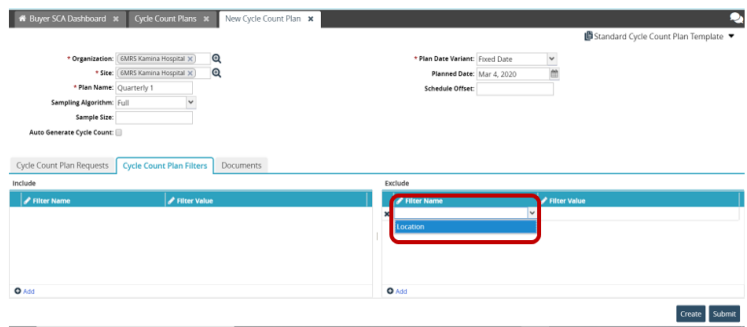 Buyer SCA Dashboard × Cycle Count Plans × New Cycle Count Plan ×
Standard Cycle Count Plan Template
* Organization: 6MRS Kamina Hospital ×
* Plan Date Variant: Fixed Date
* Site: 6MRS Kamina Hospital ×
Planned Date: Mar 4, 2020
* Plan Name: Quarterly 1
Schedule Offset:
Sampling Algorithm: Full
Sample Size:
Auto Generate Cycle Count:
Cycle Count Plan Requests Cycle Count Plan Filters Documents
Include
Exclude
Filter Name Filter Value
Filter Name Filter Value
Location
Add
Add
Create Submit